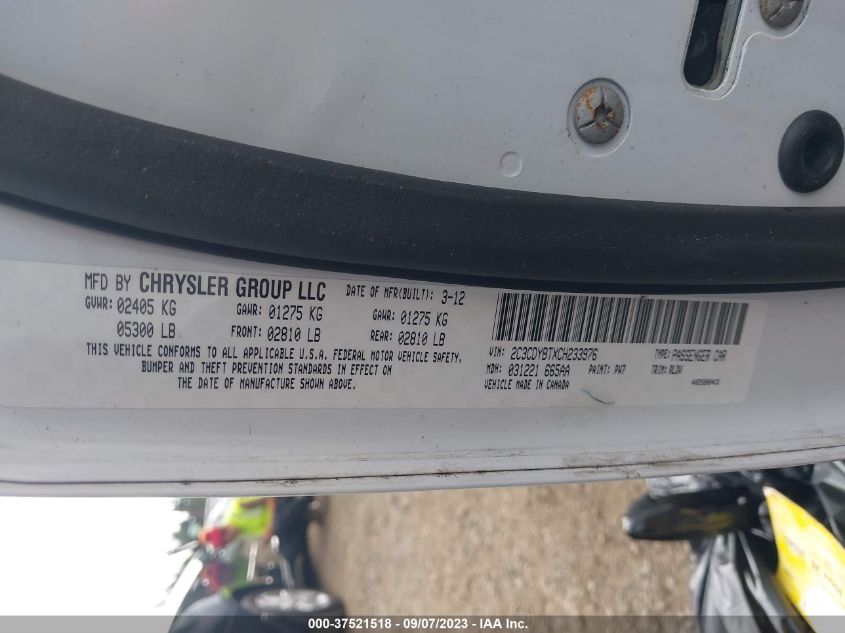 MFD BY CHRYSLER GROUP LLC DATE OF MFR(BUILT): 3-12
GVWR: 02405 KG GAWR: 01275 KG GAWR: 01275 KG
05300 LB FRONT: 02810 LB REAR: 02810 LB
THIS VEHICLE CONFORMS TO ALL APPLICABLE U.S.A. FEDERAL MOTOR VEHICLE SAFETY,
BUMPER AND THEFT PREVENTION STANDARDS IN EFFECT ON
THE DATE OF MANUFACTURE SHOWN ABOVE.
VIN: 2C3CDYBTXCH233976 TYPE: PASSENGER CAR
MDH: 031221 665AA PAINT: PW7 TRIM: RLDV
VEHICLE MADE IN CANADA 4658043
000-37521518 | 09/07/2023 | IAA Inc.